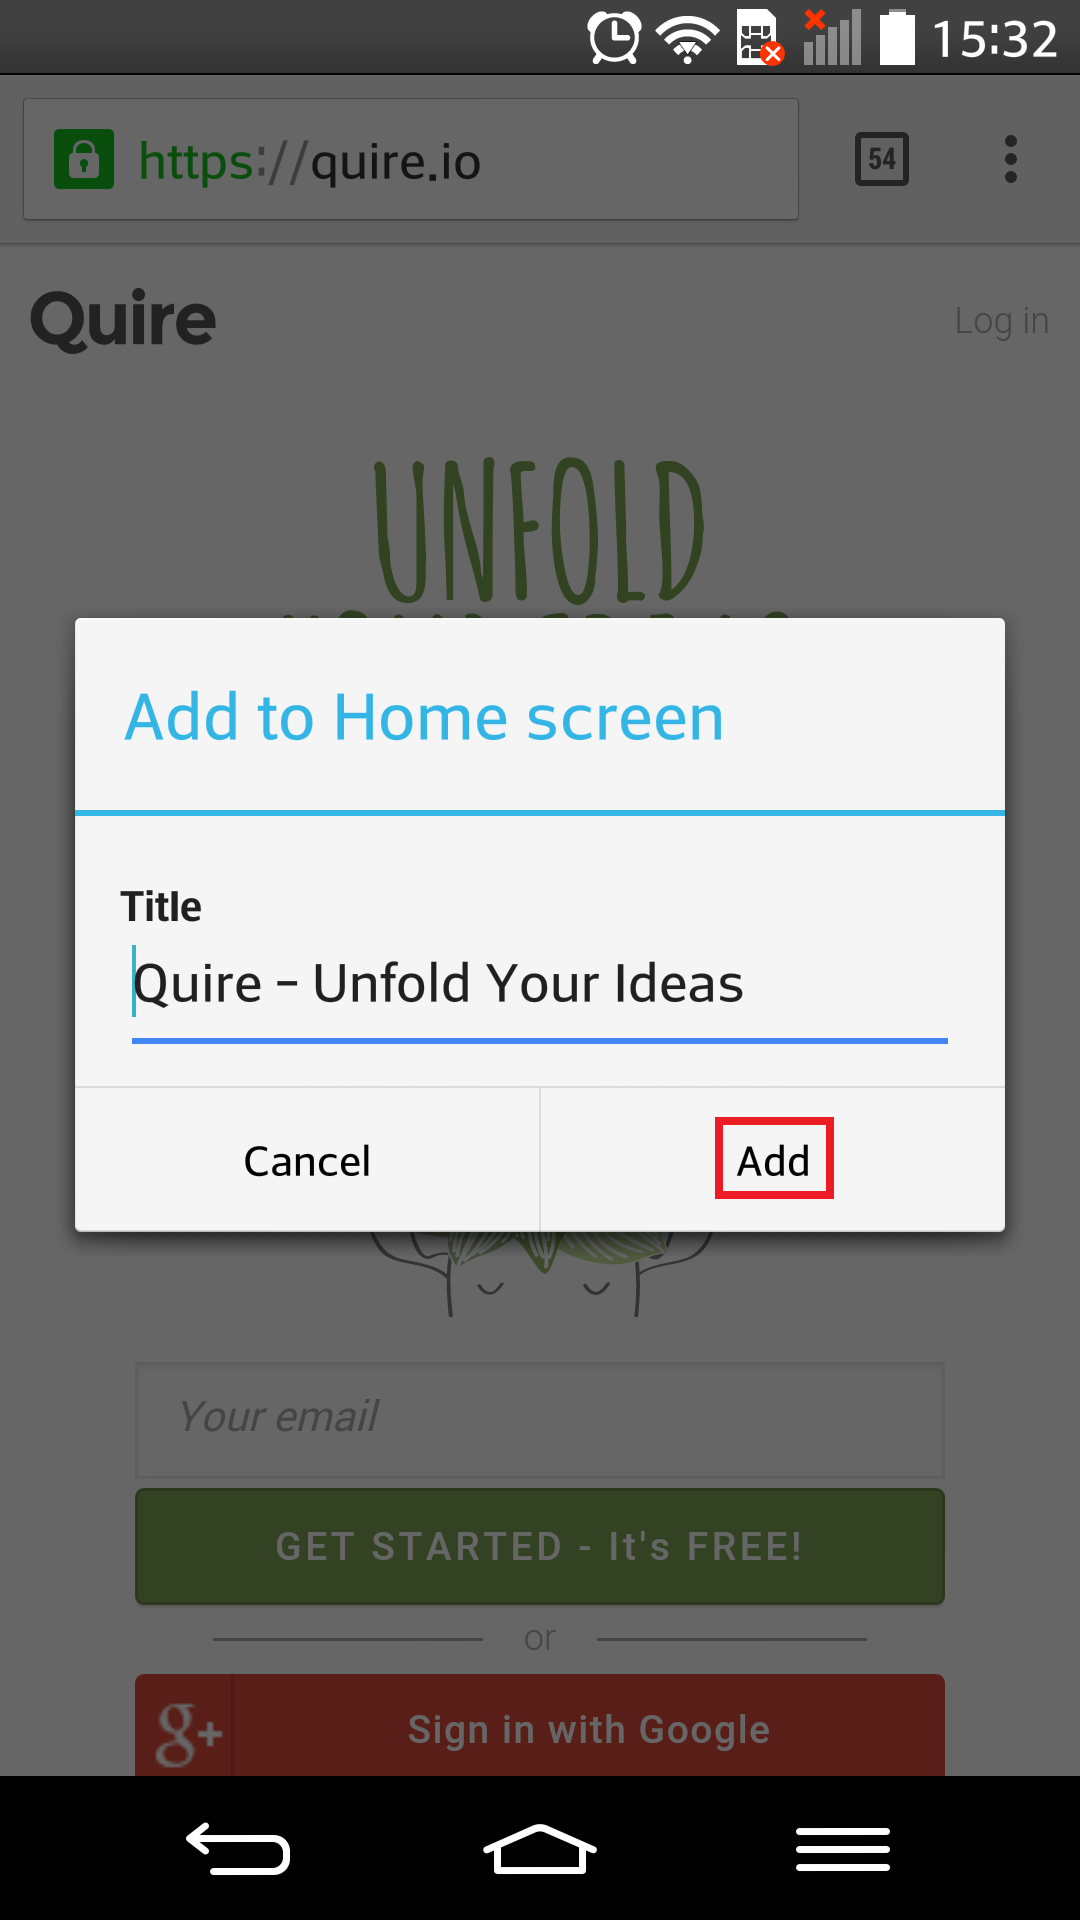 15:32
https://quire.io
54
Quire
Log in
UNFOLD
Add to Home screen
Title
Quire – Unfold Your Ideas
Cancel
Add
Your email
GET STARTED - It's FREE!
or
g+
Sign in with Google